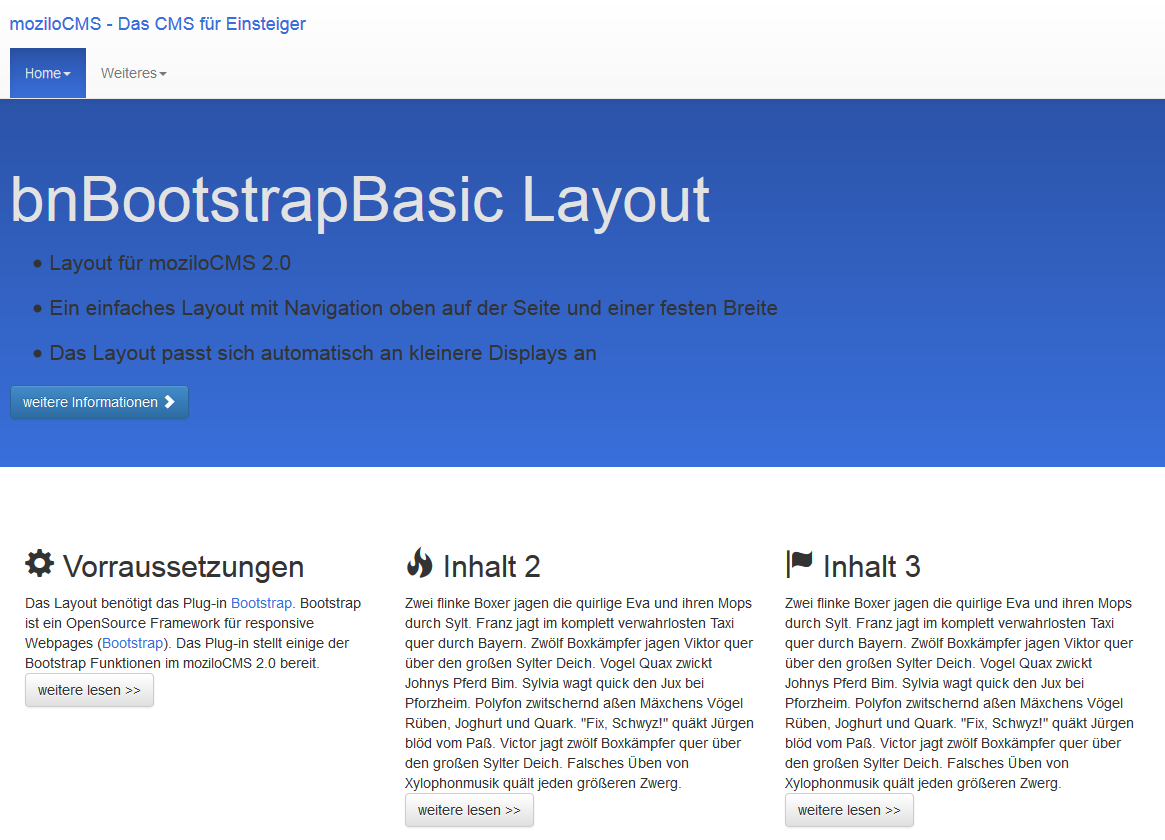 moziloCMS - Das CMS für Einsteiger
Home
Weiteres
bnBootstrapBasic Layout
• Layout für moziloCMS 2.0
• Ein einfaches Layout mit Navigation oben auf der Seite und einer festen Breite
• Das Layout passt sich automatisch an kleinere Displays an
weitere Informationen
Vorraussetzungen
Das Layout benötigt das Plug-in Bootstrap. Bootstrap
ist ein OpenSource Framework für responsive
Webpages (Bootstrap). Das Plug-in stellt einige der
Bootstrap Funktionen im moziloCMS 2.0 bereit.
weitere lesen >>
Inhalt 2
Zwei flinke Boxer jagen die quirlige Eva und ihren Mops
durch Sylt. Franz jagt im komplett verwahrlosten Taxi
quer durch Bayern. Zwölf Boxkämpfer jagen Viktor quer
über den großen Sylter Deich. Vogel Quax zwickt
Johnys Pferd Bim. Sylvia wagt quick den Jux bei
Pforzheim. Polyfon zwitschernd aßen Mäxchens Vögel
Rüben, Joghurt und Quark. "Fix, Schwyz!" quäkt Jürgen
blöd vom Paß. Victor jagt zwölf Boxkämpfer quer über
den großen Sylter Deich. Falsches Üben von
Xylophonmusik quält jeden größeren Zwerg.
weitere lesen >>
Inhalt 3
Zwei flinke Boxer jagen die quirlige Eva und ihren Mops
durch Sylt. Franz jagt im komplett verwahrlosten Taxi
quer durch Bayern. Zwölf Boxkämpfer jagen Viktor quer
über den großen Sylter Deich. Vogel Quax zwickt
Johnys Pferd Bim. Sylvia wagt quick den Jux bei
Pforzheim. Polyfon zwitschernd aßen Mäxchens Vögel
Rüben, Joghurt und Quark. "Fix, Schwyz!" quäkt Jürgen
blöd vom Paß. Victor jagt zwölf Boxkämpfer quer über
den großen Sylter Deich. Falsches Üben von
Xylophonmusik quält jeden größeren Zwerg.
weitere lesen >>